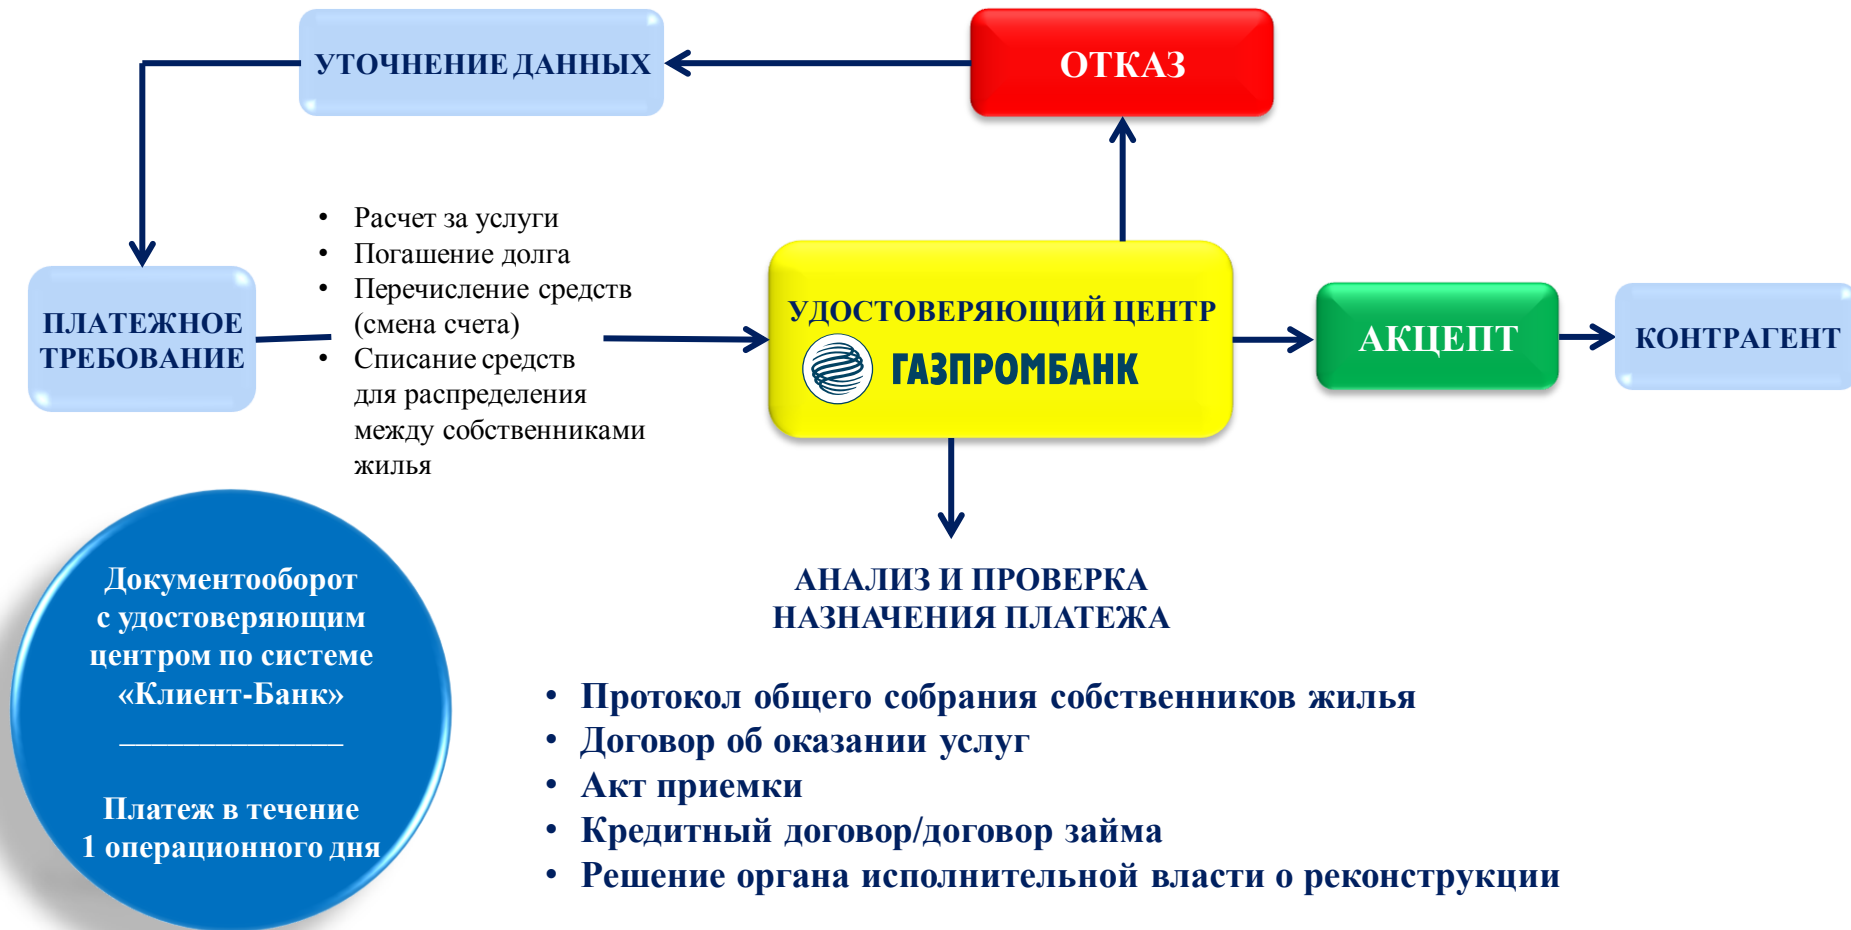 УТОЧНЕНИЕ ДАННЫХ
ОТКАЗ
• Расчет за услуги
• Погашение долга
• Перечисление средств
(смена счета)
• Списание средств
для распределения
между собственниками
жилья
ПЛАТЕЖНОЕ
ТРЕБОВАНИЕ
УДОСТОВЕРЯЮЩИЙ ЦЕНТР
ГАЗПРОМБАНК
АКЦЕПТ
КОНТРАГЕНТ
АНАЛИЗ И ПРОВЕРКА
НАЗНАЧЕНИЯ ПЛАТЕЖА
Документооборот
с удостоверяющим
центром по системе
«Клиент-Банк»
Платеж в течение
1 операционного дня
• Протокол общего собрания собственников жилья
• Договор об оказании услуг
• Акт приемки
• Кредитный договор/договор займа
• Решение органа исполнительной власти о реконструкции